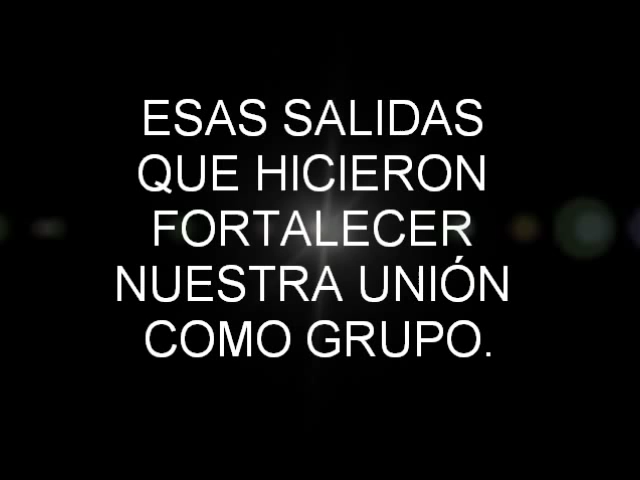 ESAS SALIDAS
QUE HICIERON
FORTALECER
NUESTRA UNIÓN
COMO GRUPO.